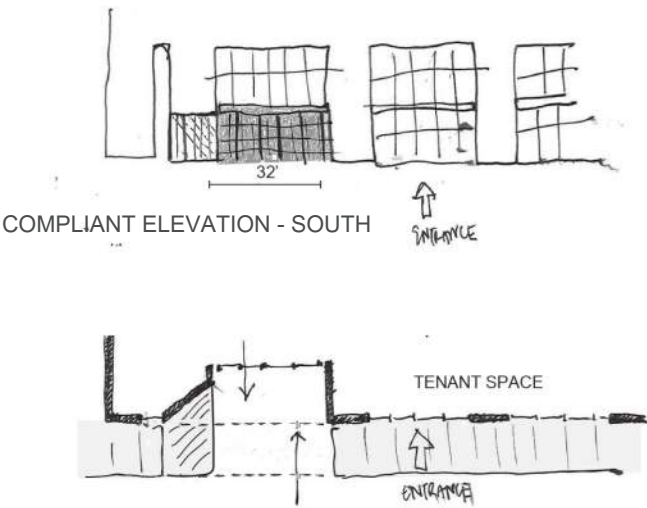 32'
COMPLIANT ELEVATION - SOUTH
ENTRANCE
TENANT SPACE
ENTRANCE